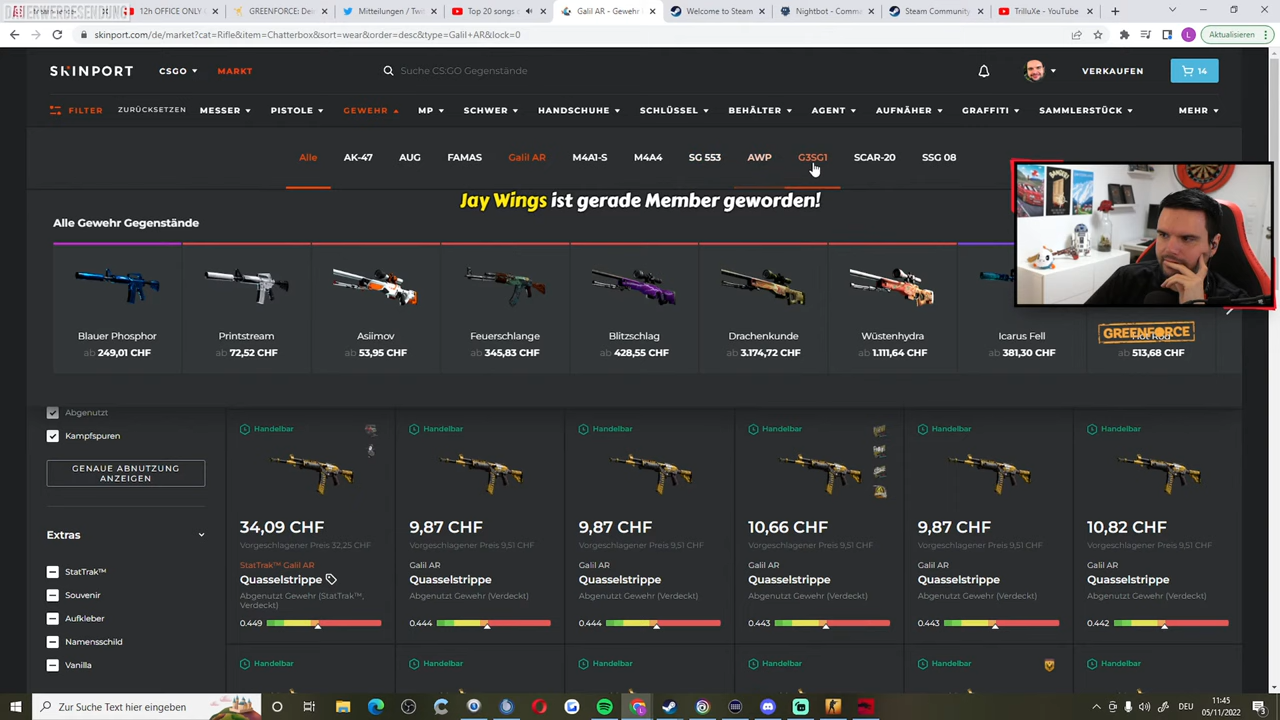 DAUERWERBESENDUNG
12h OFFICE ONLY C
GREENFORCE: De
Mitteilungen / Twi
Top 20 songs
Galil AR - Gewehr
Welcome to Steam
Nightbot - Comma
Steam Community
TrilluXe - YouTube
skinport.com/de/market?cat=Rifle&item=Chatterbox&sort=wear&order=desc&type=Galil+AR&lock=0
L
Aktualisieren
SKINPORT
CSGO
MARKT
Suche CS:GO Gegenstände
VERKAUFEN
14
FILTER
ZURÜCKSETZEN
MESSER
PISTOLE
GEWEHR
MP
SCHWER
HANDSCHUHE
SCHLÜSSEL
BEHÄLTER
AGENT
AUFNÄHER
GRAFFITI
SAMMLERSTÜCK
MEHR
Alle
AK-47
AUG
FAMAS
Galil AR
M4A1-S
M4A4
SG 553
AWP
G3SG1
SCAR-20
SSG 08
Jay Wings ist gerade Member geworden!
Alle Gewehr Gegenstände
Blauer Phosphor
ab 249,01 CHF
Printstream
ab 72,52 CHF
Asiimov
ab 53,95 CHF
Feuerschlange
ab 345,83 CHF
Blitzschlag
ab 428,55 CHF
Drachenkunde
ab 3.174,72 CHF
Wüstenhydra
ab 1.111,64 CHF
Icarus Fell
ab 381,30 CHF
GREENFORCE
Hot Rod
ab 513,68 CHF
Abgenutzt
Kampfspuren
GENAUE ABNUTZUNG
ANZEIGEN
Extras
StatTrak™
Souvenir
Aufkleber
Namensschild
Vanilla
Handelbar
34,09 CHF
Vorgeschlagener Preis 32,25 CHF
StatTrak™ Galil AR
Quasselstrippe
Abgenutzt Gewehr (StatTrak™,
Verdeckt)
0.449
Handelbar
9,87 CHF
Vorgeschlagener Preis 9,51 CHF
Galil AR
Quasselstrippe
Abgenutzt Gewehr (Verdeckt)
0.444
Handelbar
9,87 CHF
Vorgeschlagener Preis 9,51 CHF
Galil AR
Quasselstrippe
Abgenutzt Gewehr (Verdeckt)
0.444
Handelbar
10,66 CHF
Vorgeschlagener Preis 9,51 CHF
Galil AR
Quasselstrippe
Abgenutzt Gewehr (Verdeckt)
0.443
Handelbar
9,87 CHF
Vorgeschlagener Preis 9,51 CHF
Galil AR
Quasselstrippe
Abgenutzt Gewehr (Verdeckt)
0.443
Handelbar
10,82 CHF
Vorgeschlagener Preis 9,51 CHF
Galil AR
Quasselstrippe
Abgenutzt Gewehr (Verdeckt)
0.442
Handelbar
Handelbar
Handelbar
Handelbar
Handelbar
Handelbar
Zur Suche Text hier eingeben
11:45
05/11/2022